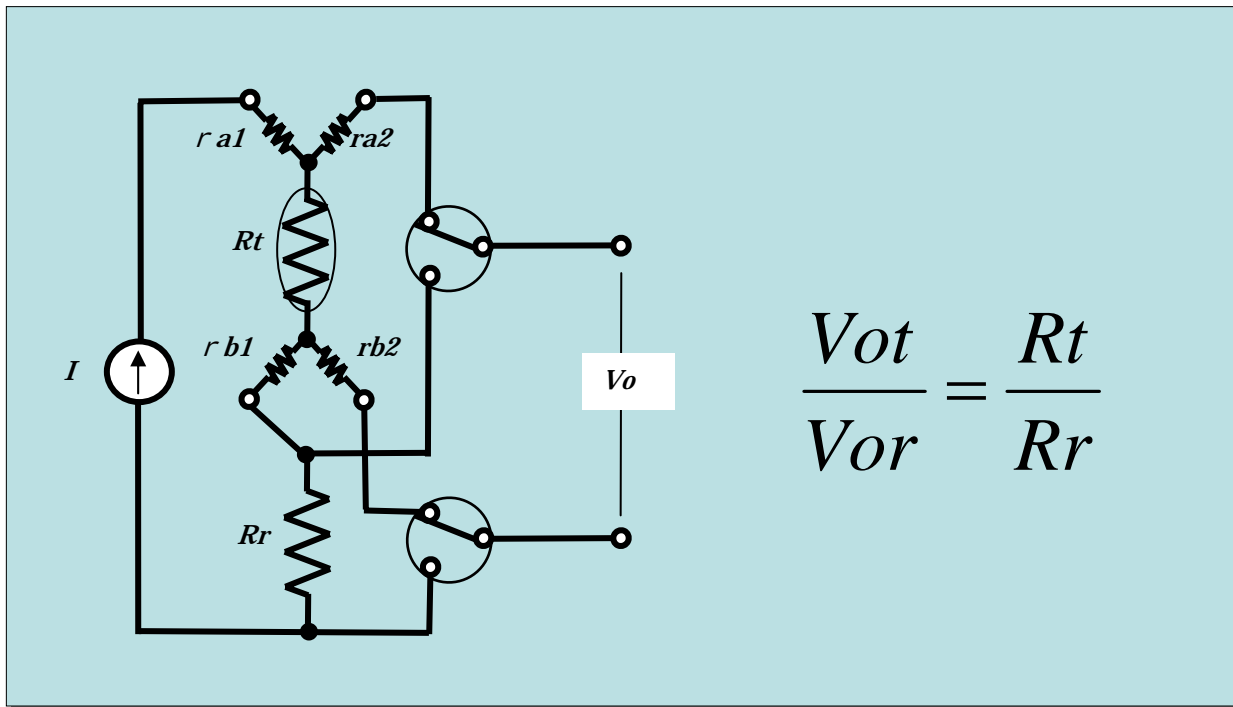 r a1
ra2
Rt
r b1
rb2
I
Vo
Rr
Vot / Vor = Rt / Rr